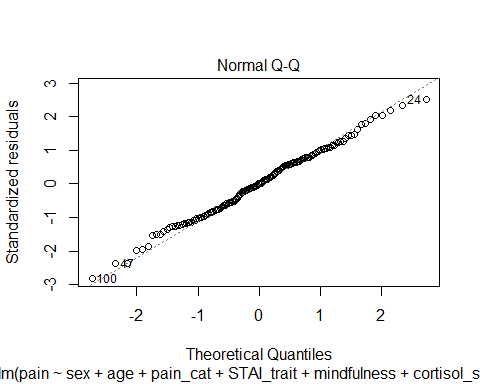 Normal Q-Q
3
2
1
0
-1
-2
-3
Standardized residuals
24
47
100
-2 -1 0 1 2
Theoretical Quantiles
lm(pain ~ sex + age + pain_cat + STAI_trait + mindfulness + cortisol_s